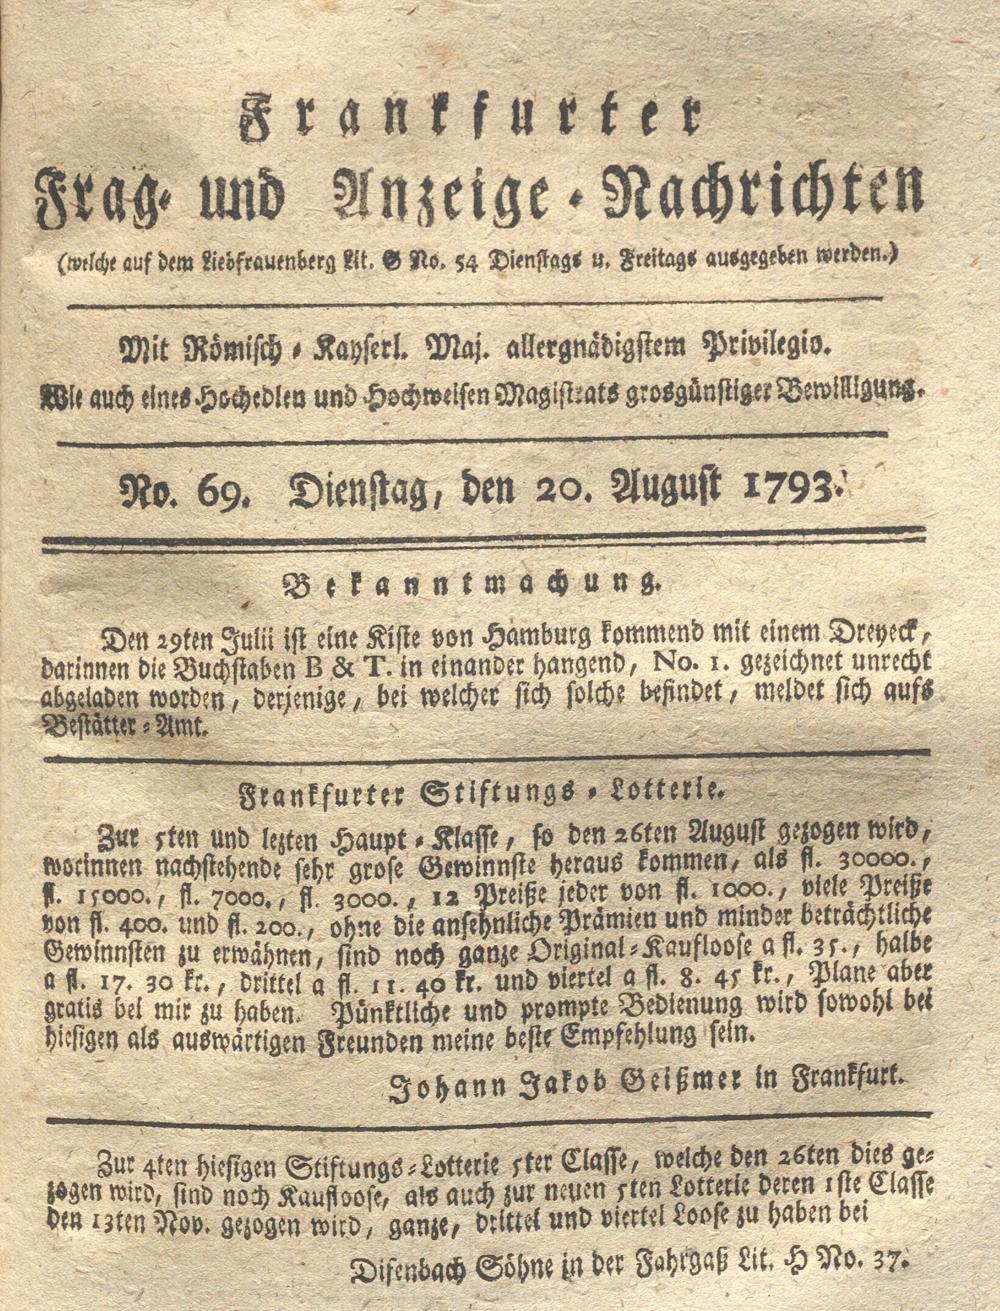 Frankfurter
Frag- und Anzeige-Nachrichten
(welche auf dem Liebfrauenberg Lit. G No. 54 Dienstags u. Freitags ausgegeben werden.)
Mit Römisch-Kayserl. Maj. allergnädigstem Privilegio.
Wie auch eines Hochedlen und Hochweisen Magistrats grosgünstiger Bewilligung.
No. 69. Dienstag, den 20. August 1793.
Bekanntmachung.
Den 29ten Julii ist eine Kiste von Hamburg kommend mit einem Dreyeck,
darinnen die Buchstaben B & T. in einander hangend, No. 1. gezeichnet unrecht
abgeladen worden, derjenige, bei welcher sich solche befindet, meldet sich aufs
Bestätter-Amt.
Frankfurter Stiftungs-Lotterie.
Zur 5ten und lezten Haupt-Klasse, so den 26ten August gezogen wird,
worinnen nachstehende sehr grose Gewinnste heraus kommen, als fl. 30000.,
fl. 15000., fl. 7000., fl. 3000., 12 Preiße jeder von fl. 1000., viele Preiße
von fl. 400. und fl. 200., ohne die ansehnliche Prämien und minder beträchtliche
Gewinnsten zu erwähnen, sind noch ganze Original-Kaufloose a fl. 35., halbe
a fl. 17. 30 kr., drittel a fl. 11. 40 kr. und viertel a fl. 8. 45 kr., Plane aber
gratis bei mir zu haben. Pünktliche und prompte Bedienung wird sowohl bei
hiesigen als auswärtigen Freunden meine beste Empfehlung seln.
Johann Jakob Geißmer in Frankfurt.
Zur 4ten hiesigen Stiftungs-Lotterie 5ter Classe, welche den 26ten dies ge-
zogen wird, sind noch Kaufloose, als auch zur neuen 5ten Lotterie deren 1ste Classe
den 13ten Nov. gezogen wird, ganze, drittel und viertel Loose zu haben bei
Difenbach Söhne in der Fahrgaß Lit. H No. 37.